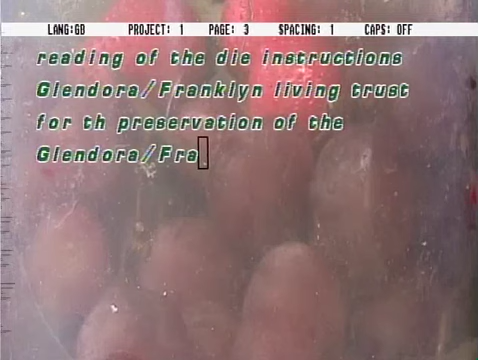 LANG:GB PROJECT: 1 PAGE: 3 SPACING: 1 CAPS: OFF
reading of the die instructions
Glendora/Franklyn living trust
for th preservation of the
Glendora/Fra